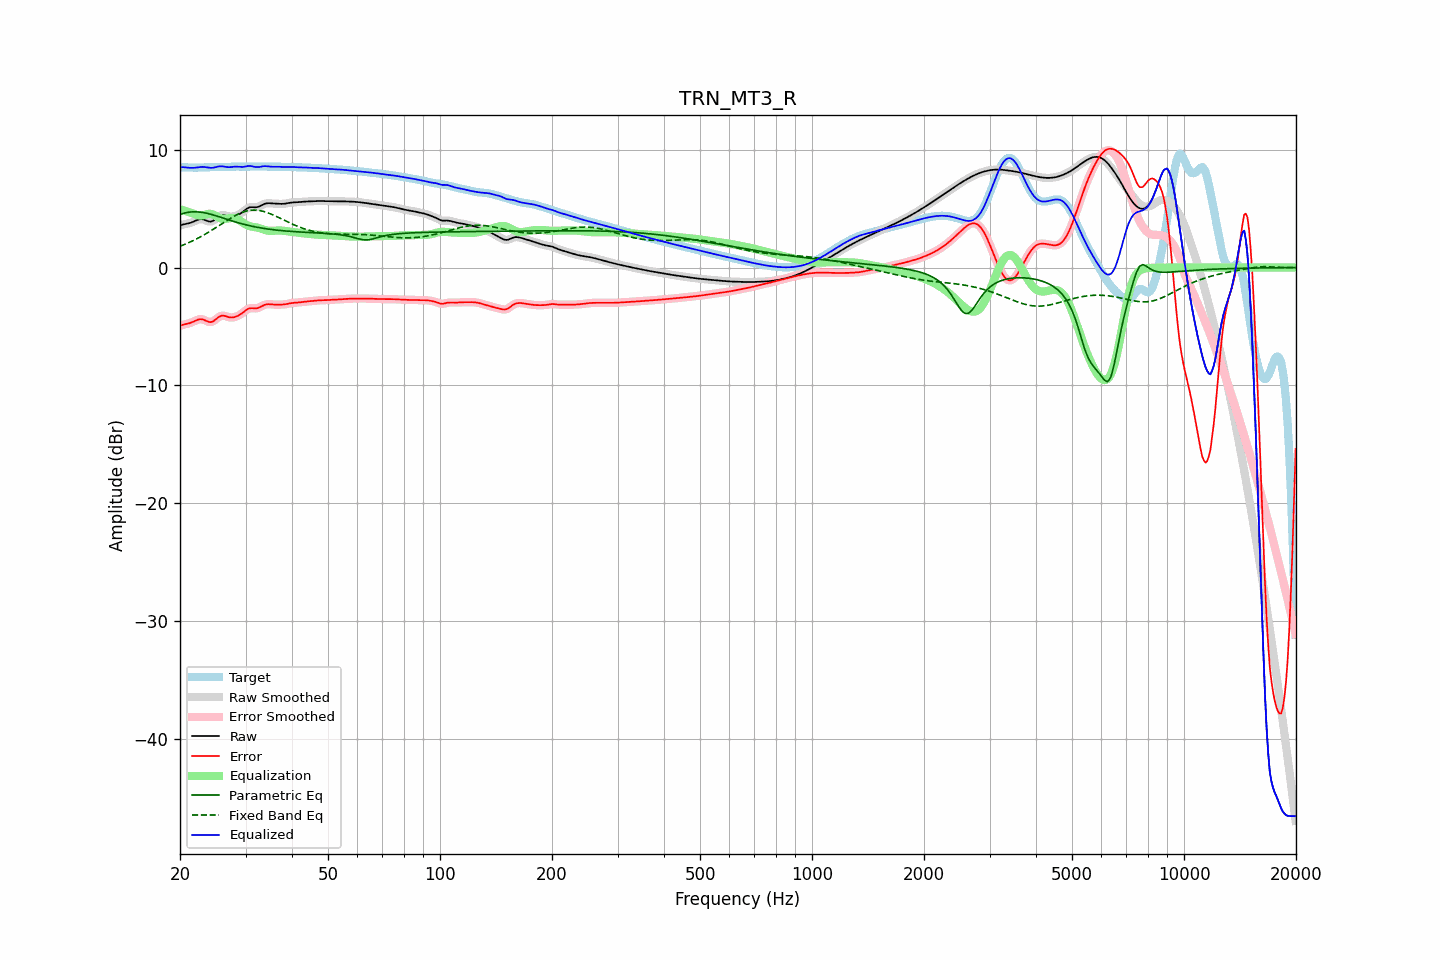 TRN_MT3_R
10
0
−10
−20
−30
−40
Amplitude (dBr)
Target
Raw Smoothed
Error Smoothed
Raw
Error
Equalization
Parametric Eq
Fixed Band Eq
Equalized
20 50 100 200 500 1000 2000 5000 10000 20000
Frequency (Hz)